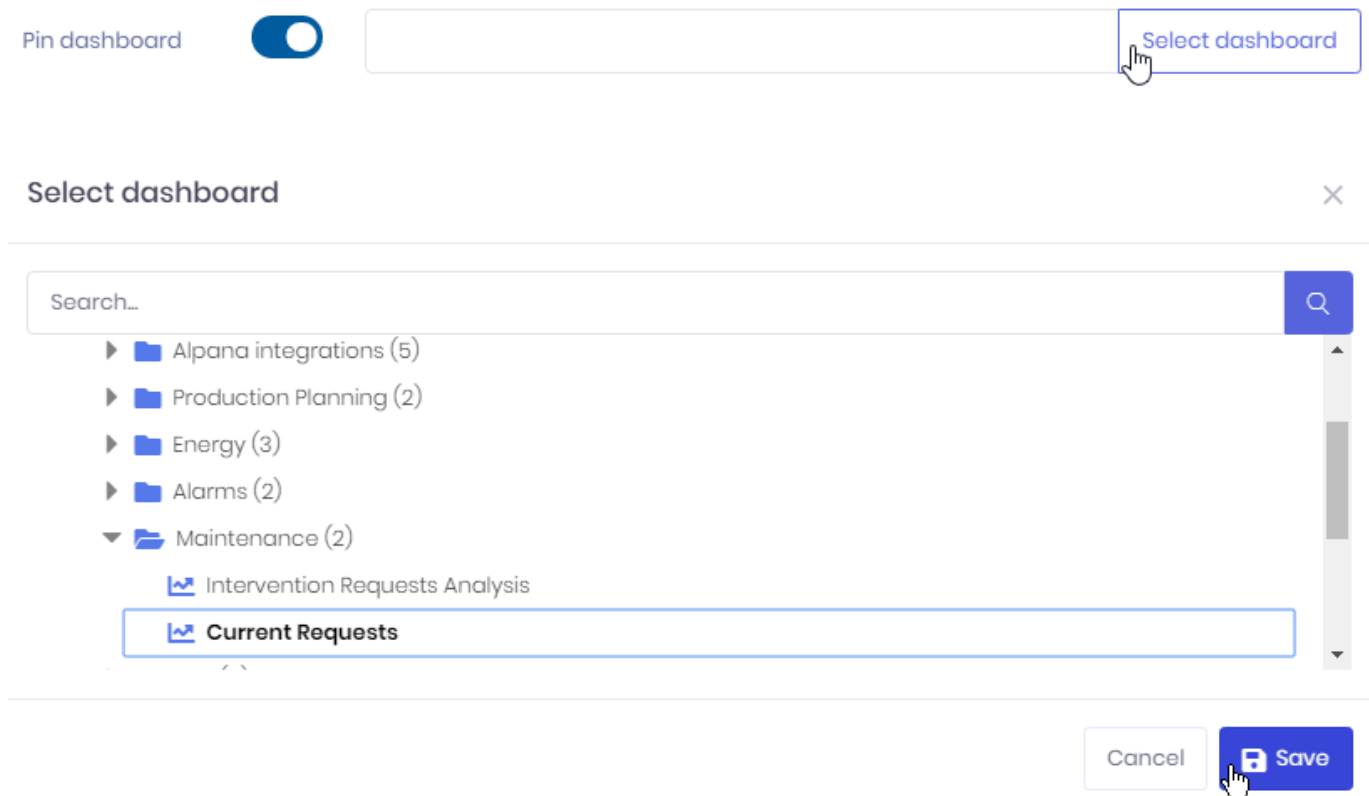 Pin dashboard
Select dashboard
Select dashboard
Search...
Alpana integrations (5)
Production Planning (2)
Energy (3)
Alarms (2)
Maintenance (2)
Intervention Requests Analysis
Current Requests
Cancel Save